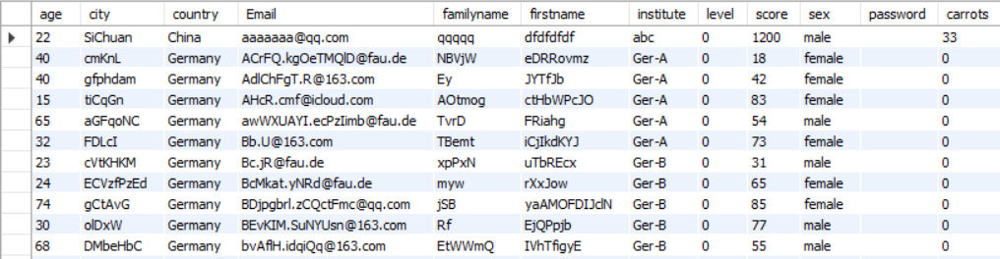 age city country Email familyname firstname institute level score sex password carrots
22 SiChuan China aaaaaaa@qq.com qqqqq dfdfdfdf abc 0 1200 male 33
40 cmKnL Germany ACrFQ.kgOeTMQlD@fau.de NBVjW eDRRovmz Ger-A 0 18 female 0
40 gfphdam Germany AdlChFgT.R@163.com Ey JYTfJb Ger-A 0 42 female 0
15 tiCqGn Germany AHcR.cmf@icloud.com AOtmog ctHbWPcJO Ger-A 0 83 female 0
65 aGFqoNC Germany awWXUAYI.ecPzIimb@fau.de TvrD FRiahg Ger-A 0 54 male 0
32 FDLcI Germany Bb.U@163.com TBemt iCjIkdKYJ Ger-A 0 73 female 0
23 cVtKHKM Germany Bc.jR@fau.de xpPxN uTbREcx Ger-B 0 31 male 0
24 ECVzfPzEd Germany BcMkat.yNRd@fau.de myw rXxJow Ger-B 0 65 female 0
74 gCtAvG Germany BDjpgbrl.zCQctFmc@qq.com jSB yaAMOFDIJclN Ger-B 0 85 female 0
30 olDxW Germany BEvKIM.SuNYUsn@163.com Rf EjQPpjb Ger-B 0 77 male 0
68 DMbeHbC Germany bvAflH.idqiQq@163.com EtWWmQ IVhTfigyE Ger-B 0 55 male 0